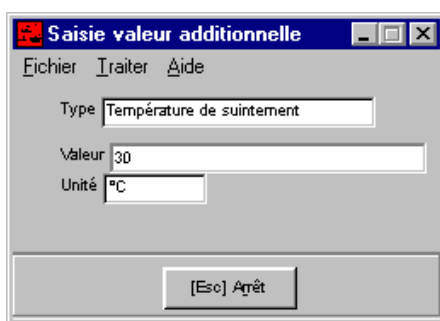 Saisie valeur additionnelle
Fichier Traiter Aide
Type Température de suintement
Valeur 30
Unité °C
[Esc] Arrêt